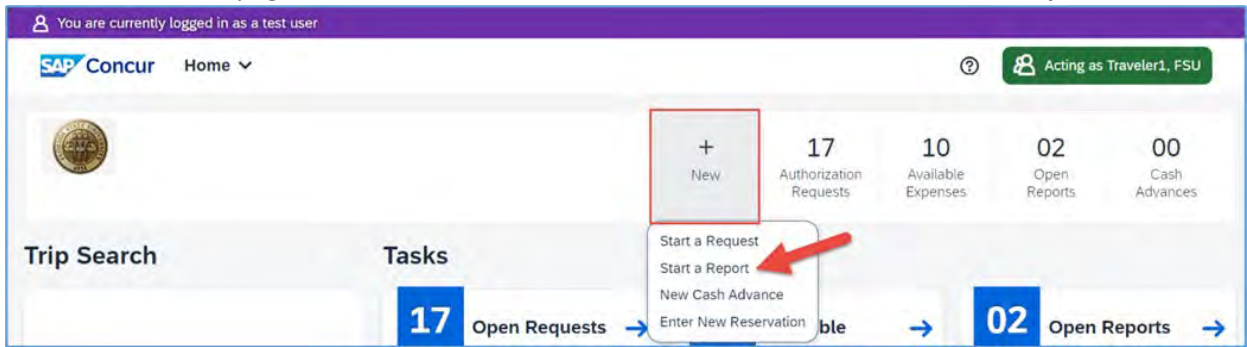 You are currently logged in as a test user
SAP Concur Home
Acting as Traveler1, FSU
+ 17 10 02 00
New Authorization Requests Available Expenses Open Reports Cash Advances
Start a Request
Trip Search Tasks Start a Report
New Cash Advance
17 Open Requests Enter New Reservation ble 02 Open Reports